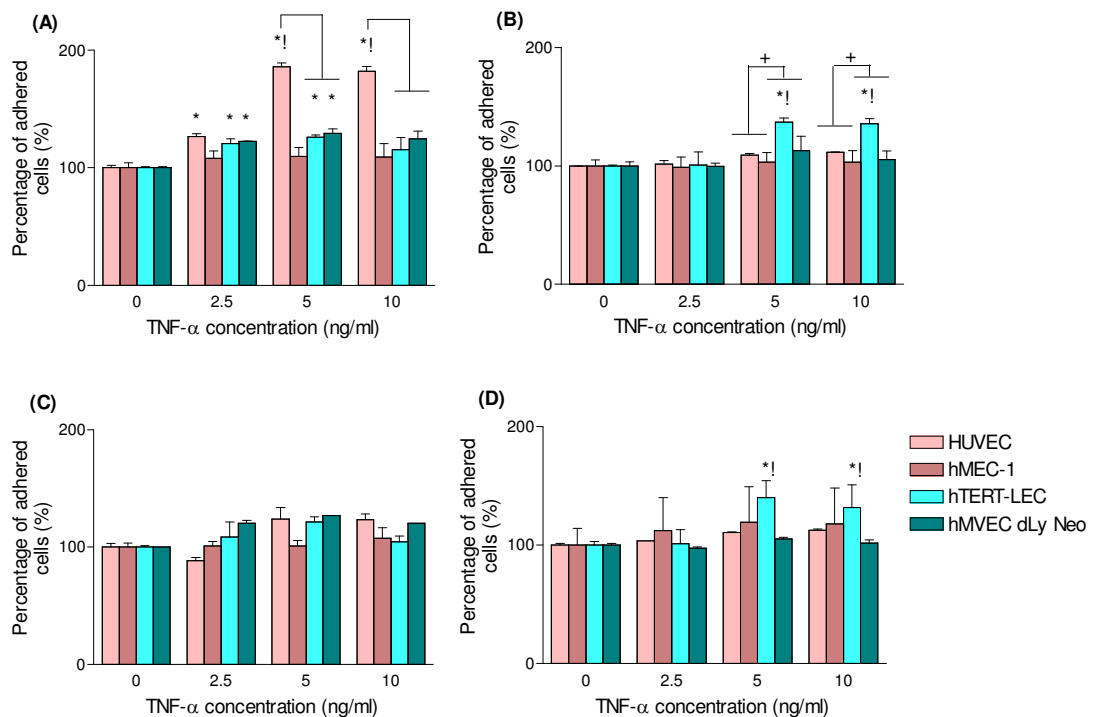 (A)
Percentage of adhered
cells (%)
200
100
0
*!
*!
* * *
* *
0 2.5 5 10
TNF-α concentration (ng/ml)
(B)
Percentage of adhered
cells (%)
200
100
0
+ +
*! *!
0 2.5 5 10
TNF-α concentration (ng/ml)
(C)
Percentage of adhered
cells (%)
200
100
0
0 2.5 5 10
TNF-α concentration (ng/ml)
(D)
Percentage of adhered
cells (%)
200
100
0
*! *!
0 2.5 5 10
TNF-α concentration (ng/ml)
HUVEC
hMEC-1
hTERT-LEC
hMVEC dLy Neo